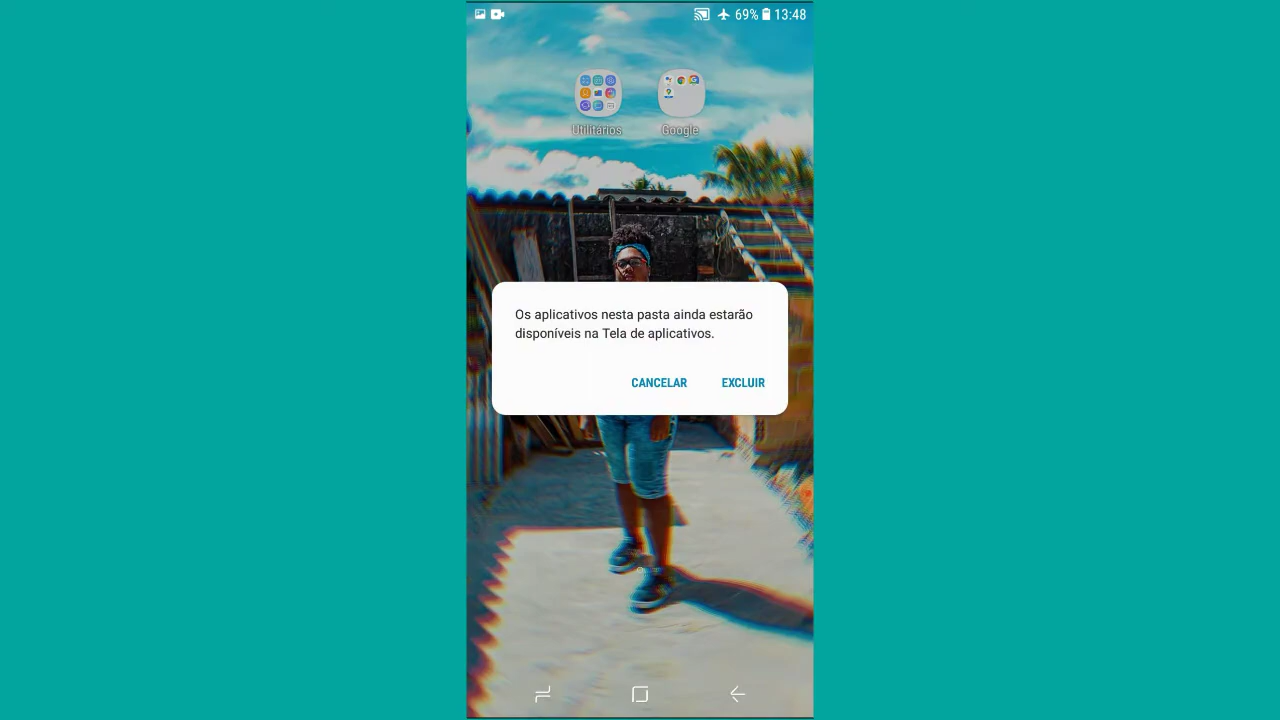 69% 13:48
Utilitários Google
Os aplicativos nesta pasta ainda estarão
disponíveis na Tela de aplicativos.
CANCELAR EXCLUIR